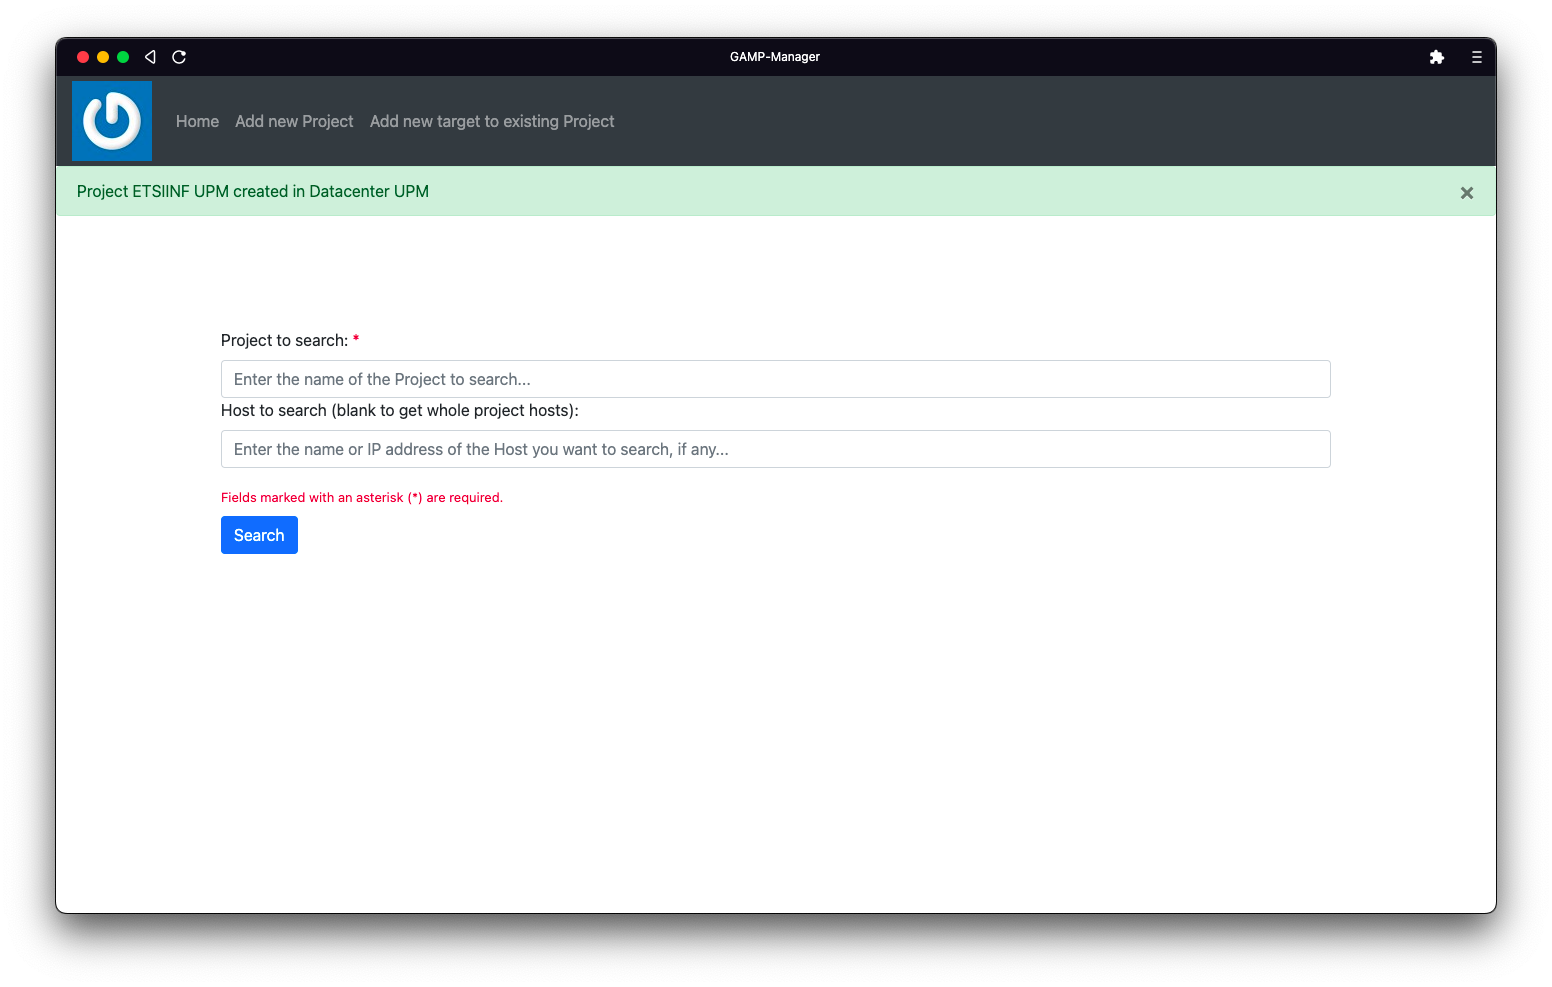 GAMP-Manager
Home Add new Project Add new target to existing Project
Project ETSIINF UPM created in Datacenter UPM ×
Project to search: *
Enter the name of the Project to search...
Host to search (blank to get whole project hosts):
Enter the name or IP address of the Host you want to search, if any...
Fields marked with an asterisk (*) are required.
Search